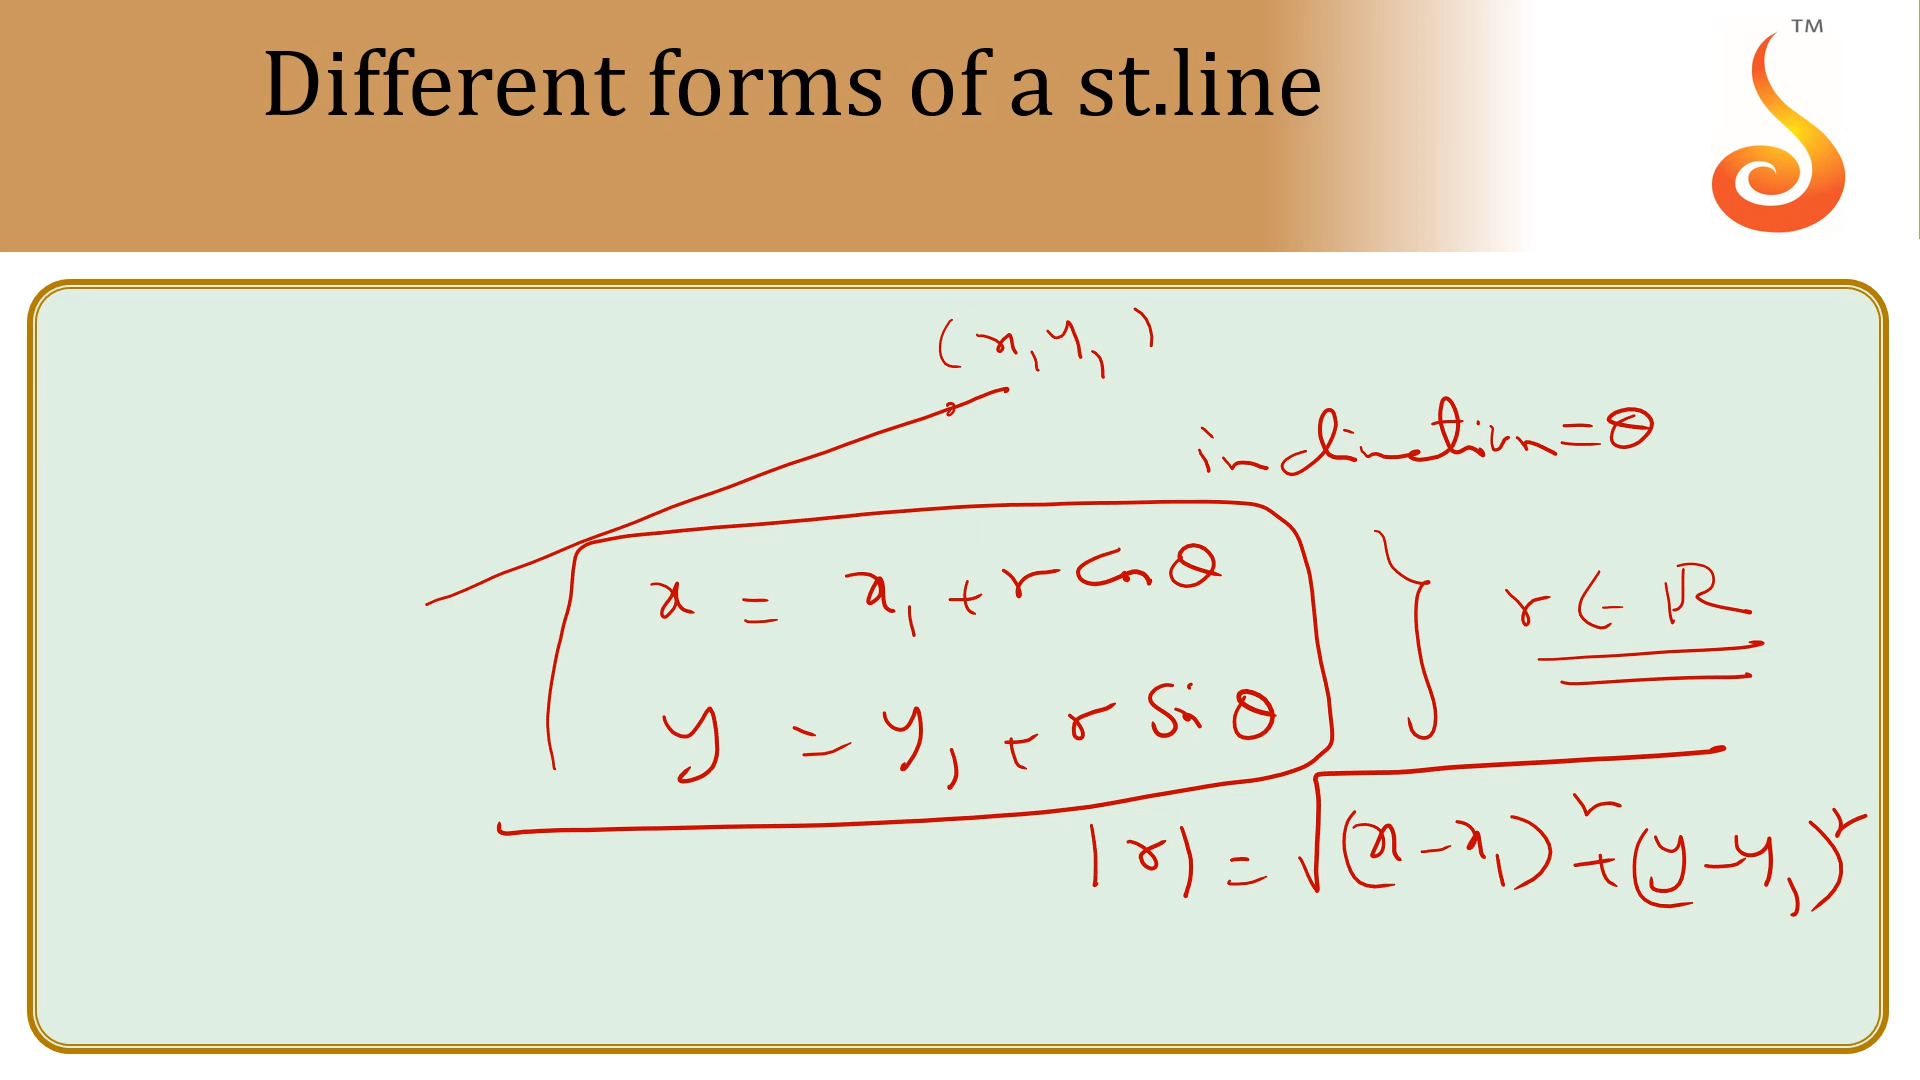 Different forms of a st.line
TM
(x₁ y₁)
inclination = θ
x = x₁ + r cos θ
r ∈ ℝ
y = y₁ + r sin θ
|r| = √(x - x₁)² + (y - y₁)²